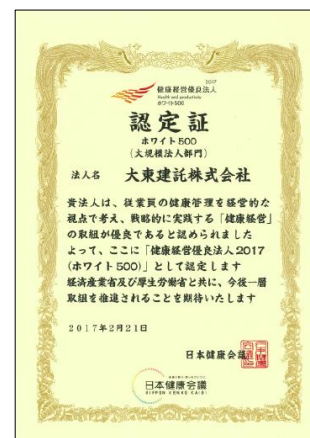 2017
健康経営優良法人
Health and productivity
ホワイト500
認定証
ホワイト500
(大規模法人部門)
法人名 大東建託株式会社
貴法人は、従業員の健康管理を経営的な
視点で考え、戦略的に実践する「健康経営」
の取組が優良であると認められました
よって、ここに「健康経営優良法人2017
(ホワイト500)」として認定します
経済産業省及び厚生労働省と共に、今後一層
取組を推進されることを期待いたします
2017年2月21日
日本健康会議
日本健康会議
NIPPON KENKO KAIGI